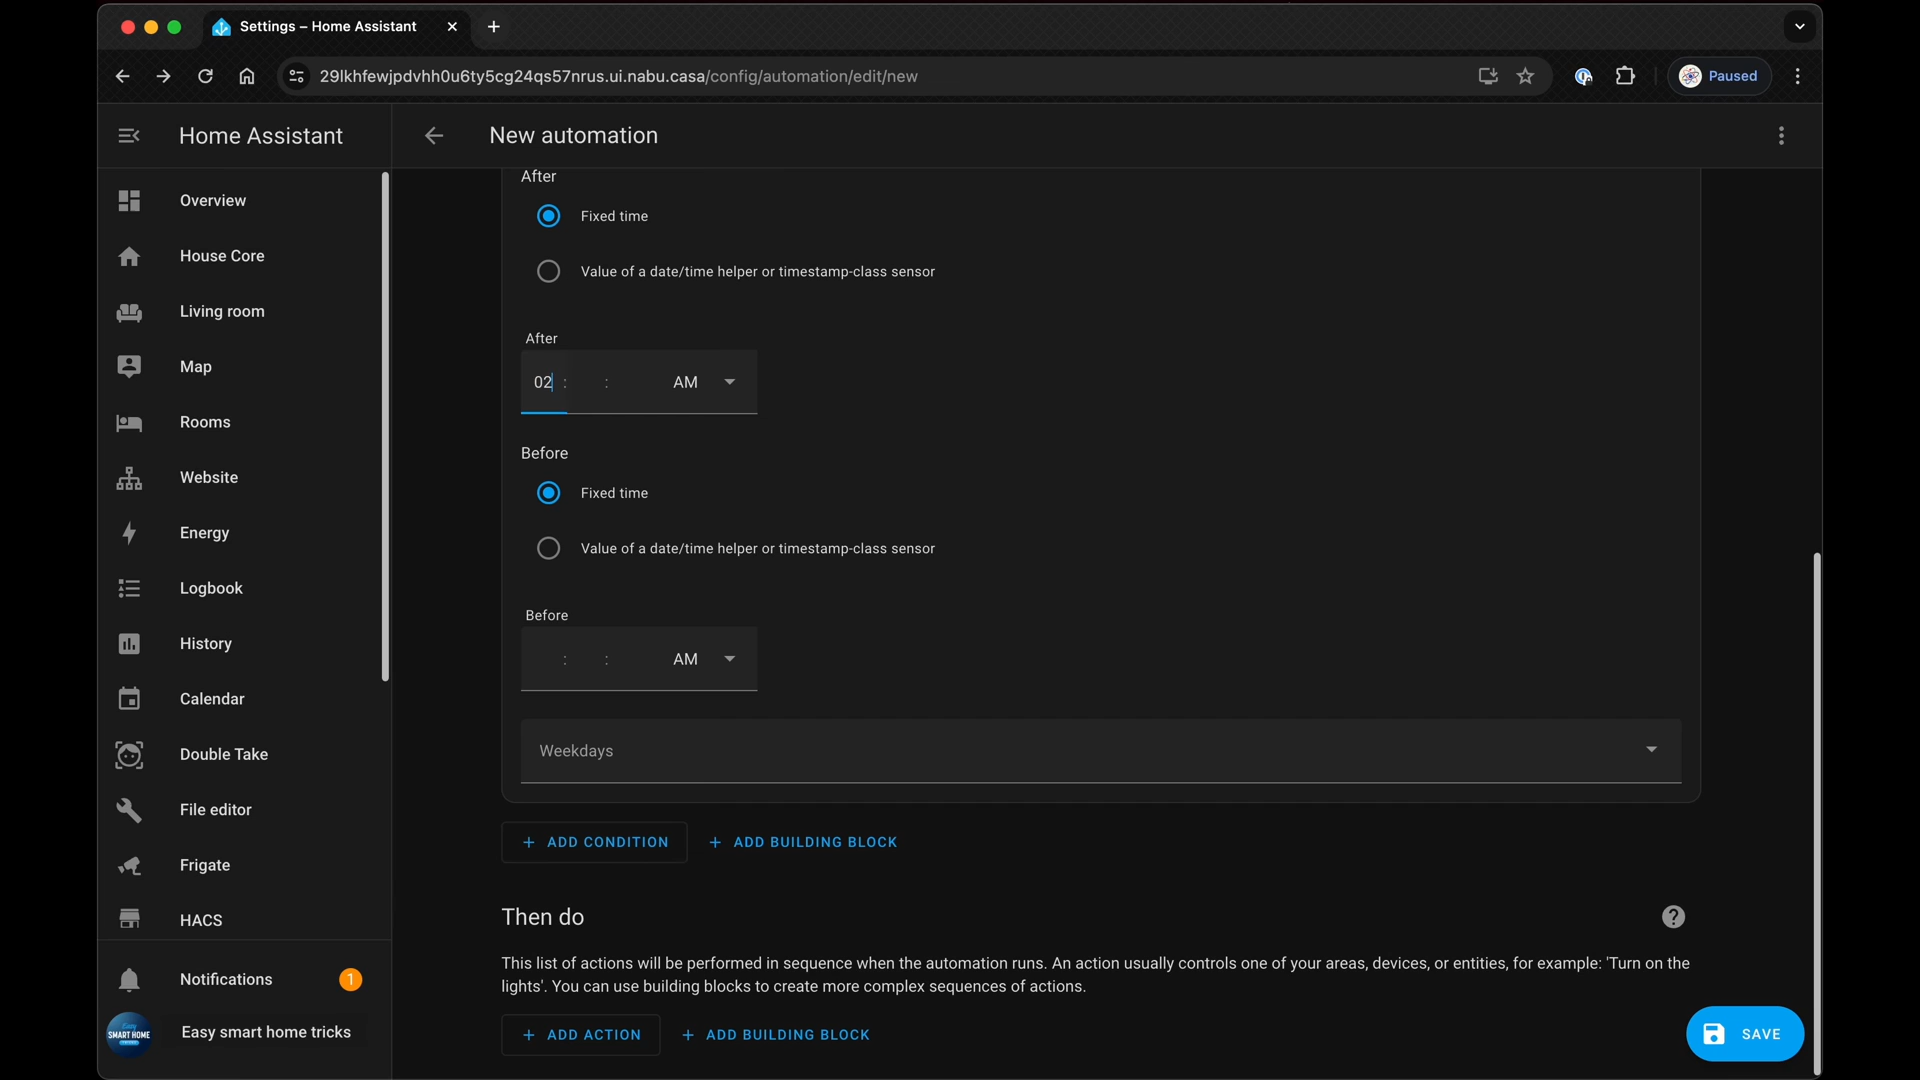 Settings – Home Assistant
29lkhfewjpdvhh0u6ty5cg24qs57nrus.ui.nabu.casa/config/automation/edit/new
Paused
Home Assistant
New automation
Overview
House Core
Living room
Map
Rooms
Website
Energy
Logbook
History
Calendar
Double Take
File editor
Frigate
HACS
Notifications
1
Easy
SMART HOME
Easy smart home tricks
After
Fixed time
Value of a date/time helper or timestamp-class sensor
After
02 : : AM
Before
Fixed time
Value of a date/time helper or timestamp-class sensor
Before
: : AM
Weekdays
+ ADD CONDITION
+ ADD BUILDING BLOCK
Then do
?
This list of actions will be performed in sequence when the automation runs. An action usually controls one of your areas, devices, or entities, for example: 'Turn on the
lights'. You can use building blocks to create more complex sequences of actions.
+ ADD ACTION
+ ADD BUILDING BLOCK
SAVE